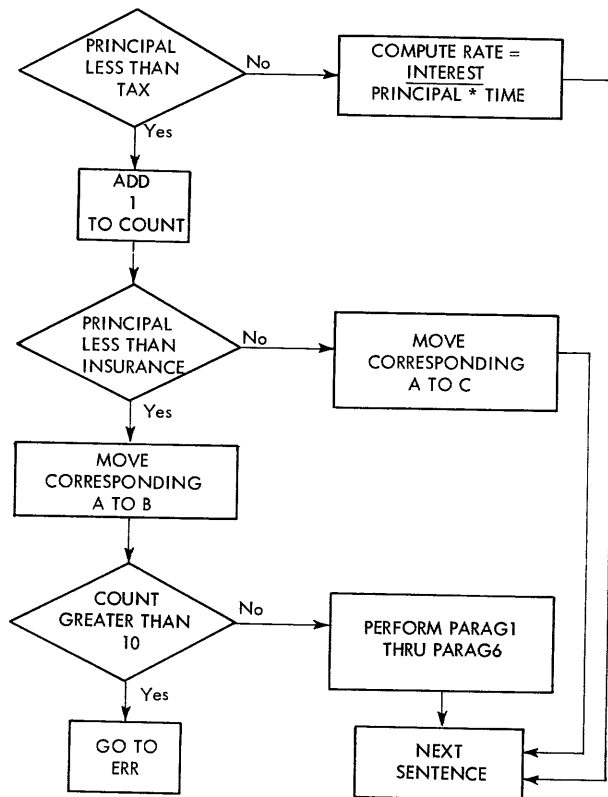 PRINCIPAL
LESS THAN
TAX
No
COMPUTE RATE =
INTEREST
PRINCIPAL * TIME
Yes
ADD
1
TO COUNT
PRINCIPAL
LESS THAN
INSURANCE
No
MOVE
CORRESPONDING
A TO C
Yes
MOVE
CORRESPONDING
A TO B
COUNT
GREATER THAN
10
No
PERFORM PARAG1
THRU PARAG6
Yes
GO TO
ERR
NEXT
SENTENCE